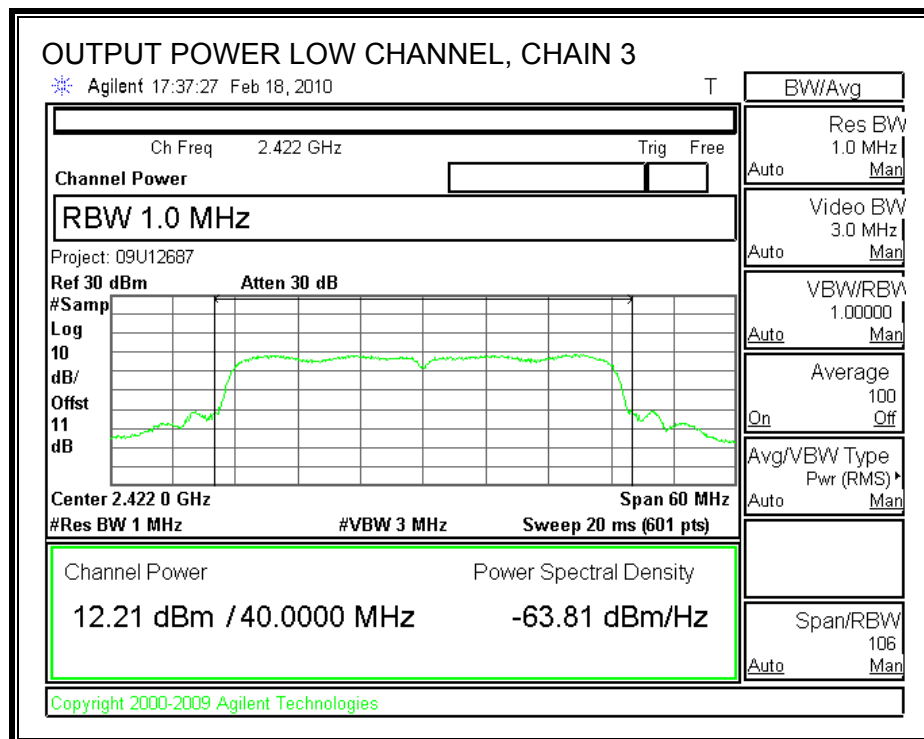 OUTPUT POWER LOW CHANNEL, CHAIN 3
Agilent 17:37:27 Feb 18, 2010 T
Ch Freq 2.422 GHz Trig Free
Channel Power
RBW 1.0 MHz
Project: 09U12687
Ref 30 dBm Atten 30 dB
#Samp
Log
10
dB/
Offst
11
dB
Center 2.422 0 GHz Span 60 MHz
#Res BW 1 MHz #VBW 3 MHz Sweep 20 ms (601 pts)
Channel Power Power Spectral Density
12.21 dBm / 40.0000 MHz -63.81 dBm/Hz
Copyright 2000-2009 Agilent Technologies
BW/Avg
Res BW
1.0 MHz
Auto Man
Video BW
3.0 MHz
Auto Man
VBW/RBW
1.00000
Auto Man
Average
100
On Off
Avg/VBW Type
Pwr (RMS)
Auto Man
Span/RBW
106
Auto Man